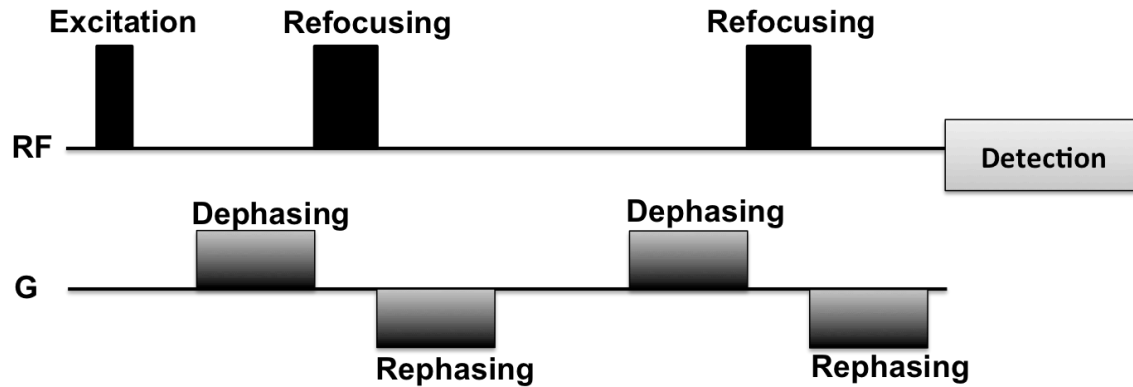 Excitation Refocusing Refocusing
RF
Detection
Dephasing Dephasing
G
Rephasing Rephasing